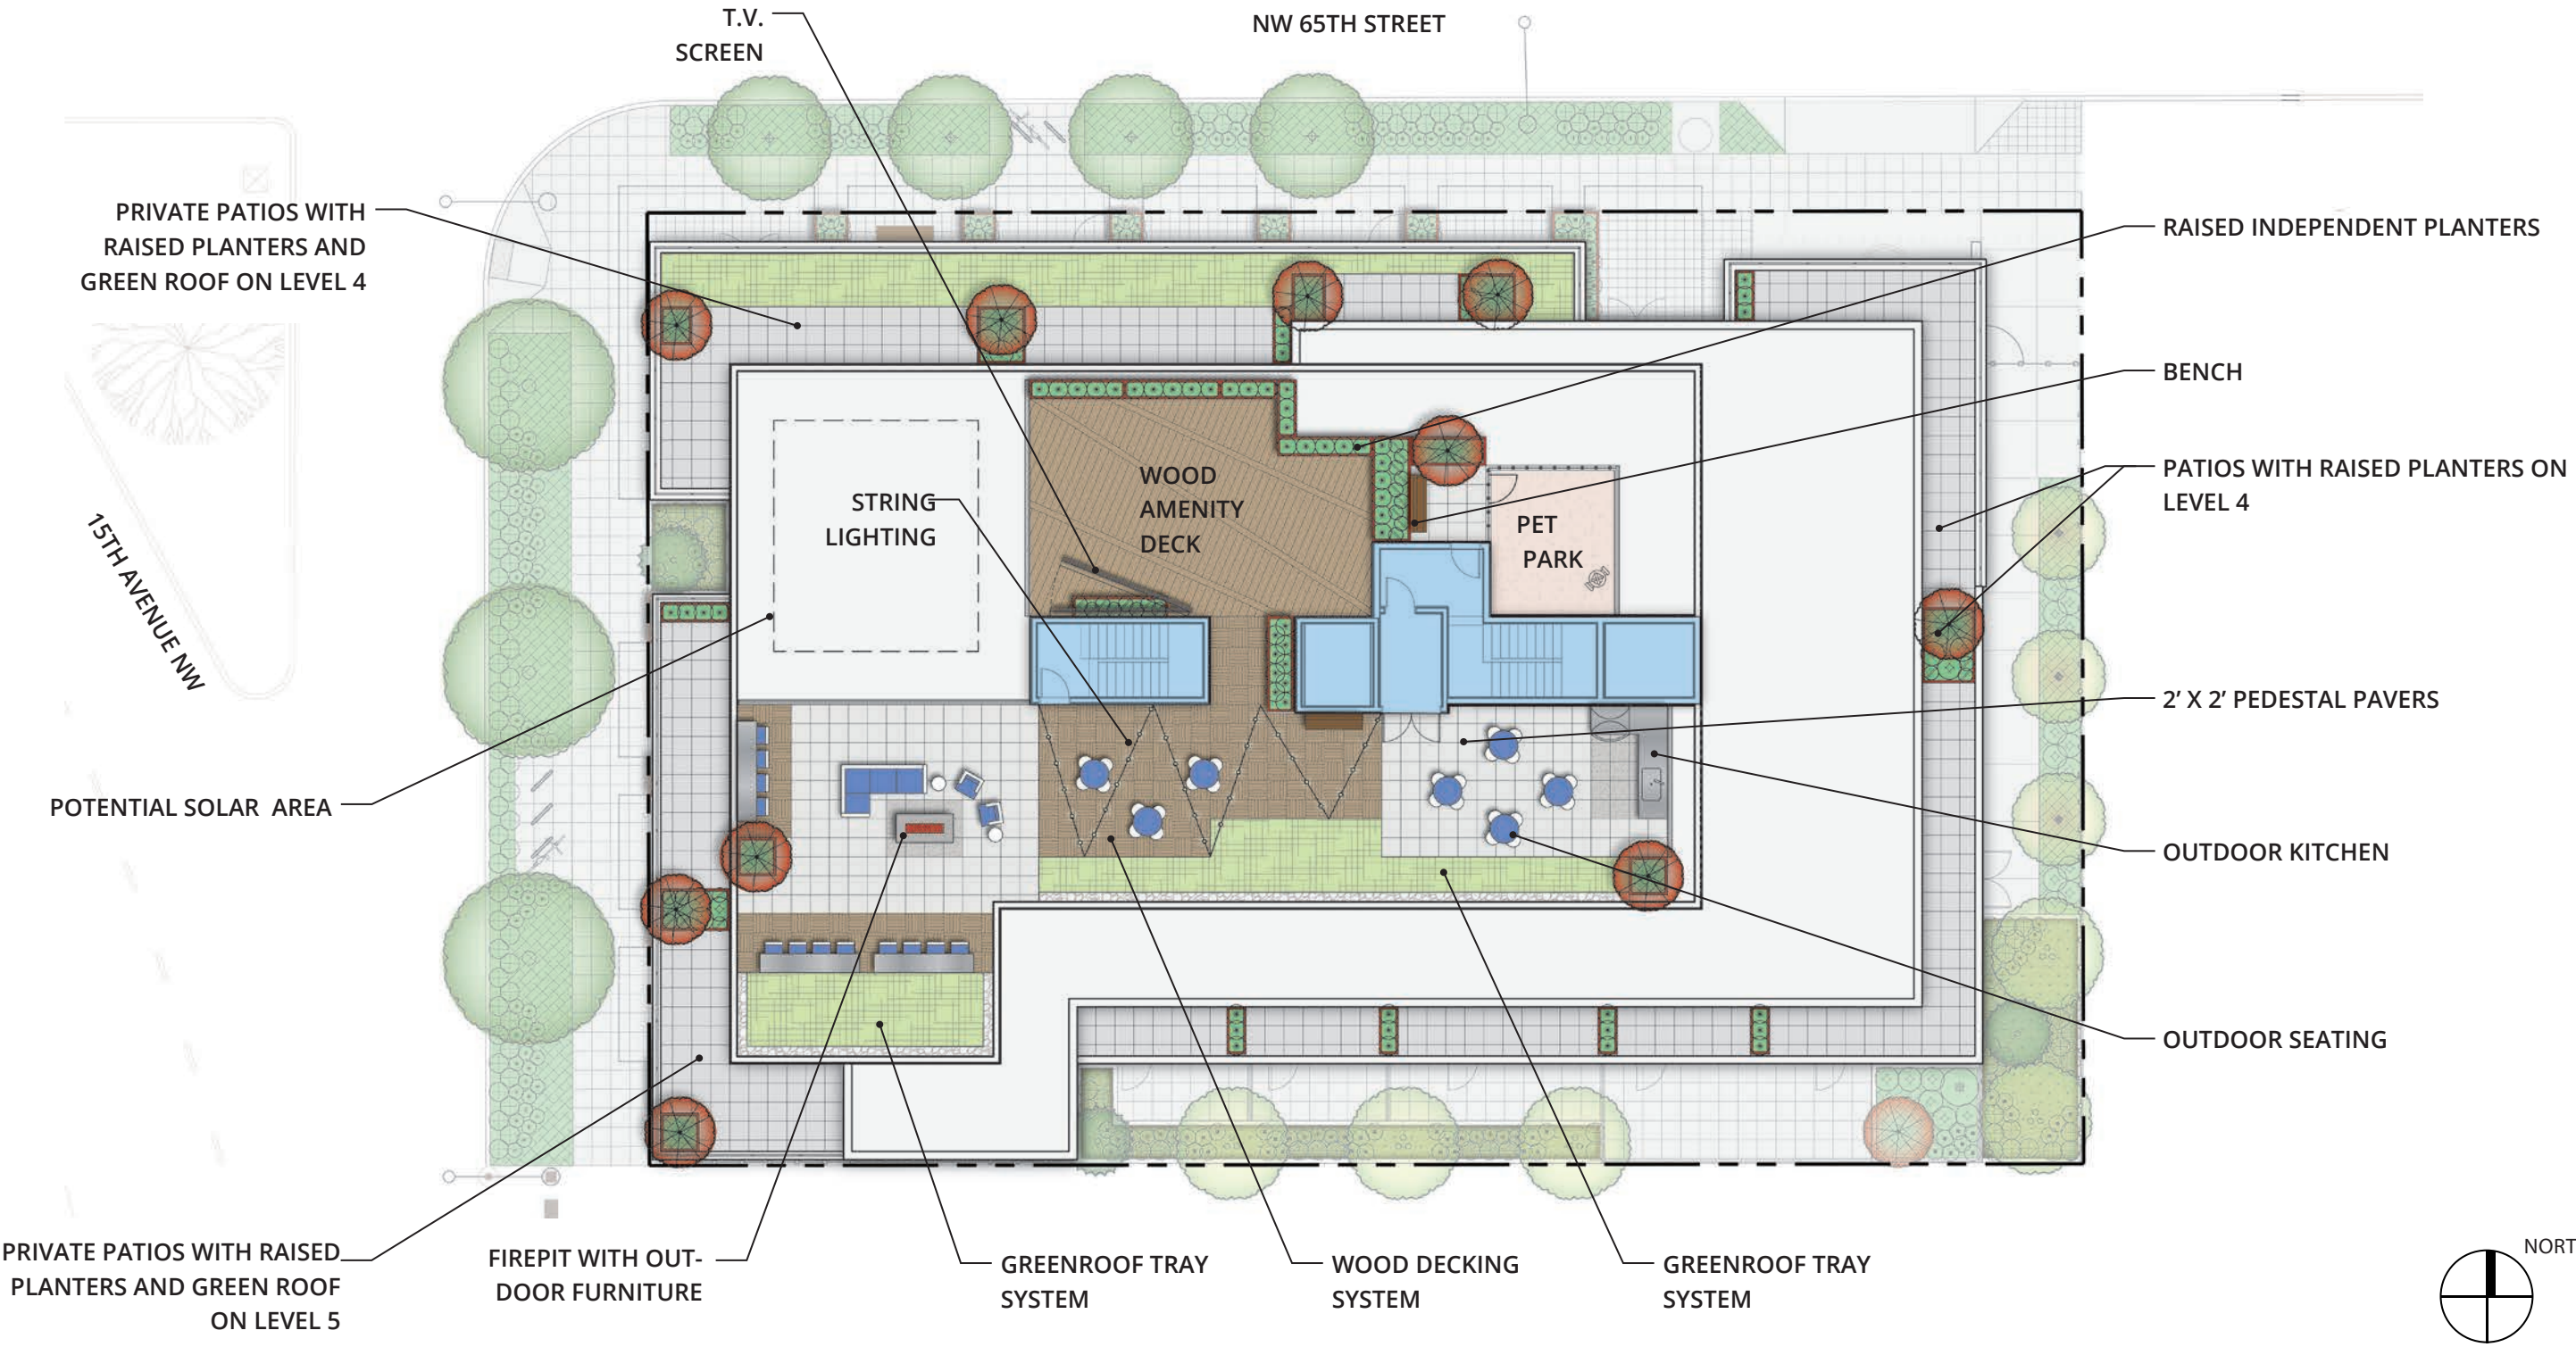 T.V.
SCREEN
NW 65TH STREET
PRIVATE PATIOS WITH
RAISED PLANTERS AND
GREEN ROOF ON LEVEL 4
RAISED INDEPENDENT PLANTERS
BENCH
PATIOS WITH RAISED PLANTERS ON
LEVEL 4
WOOD
AMENITY
DECK
STRING
LIGHTING
PET
PARK
15TH AVENUE NW
2’ X 2’ PEDESTAL PAVERS
POTENTIAL SOLAR AREA
OUTDOOR KITCHEN
OUTDOOR SEATING
PRIVATE PATIOS WITH RAISED
PLANTERS AND GREEN ROOF
ON LEVEL 5
FIREPIT WITH OUT-
DOOR FURNITURE
GREENROOF TRAY
SYSTEM
WOOD DECKING
SYSTEM
GREENROOF TRAY
SYSTEM
NORT